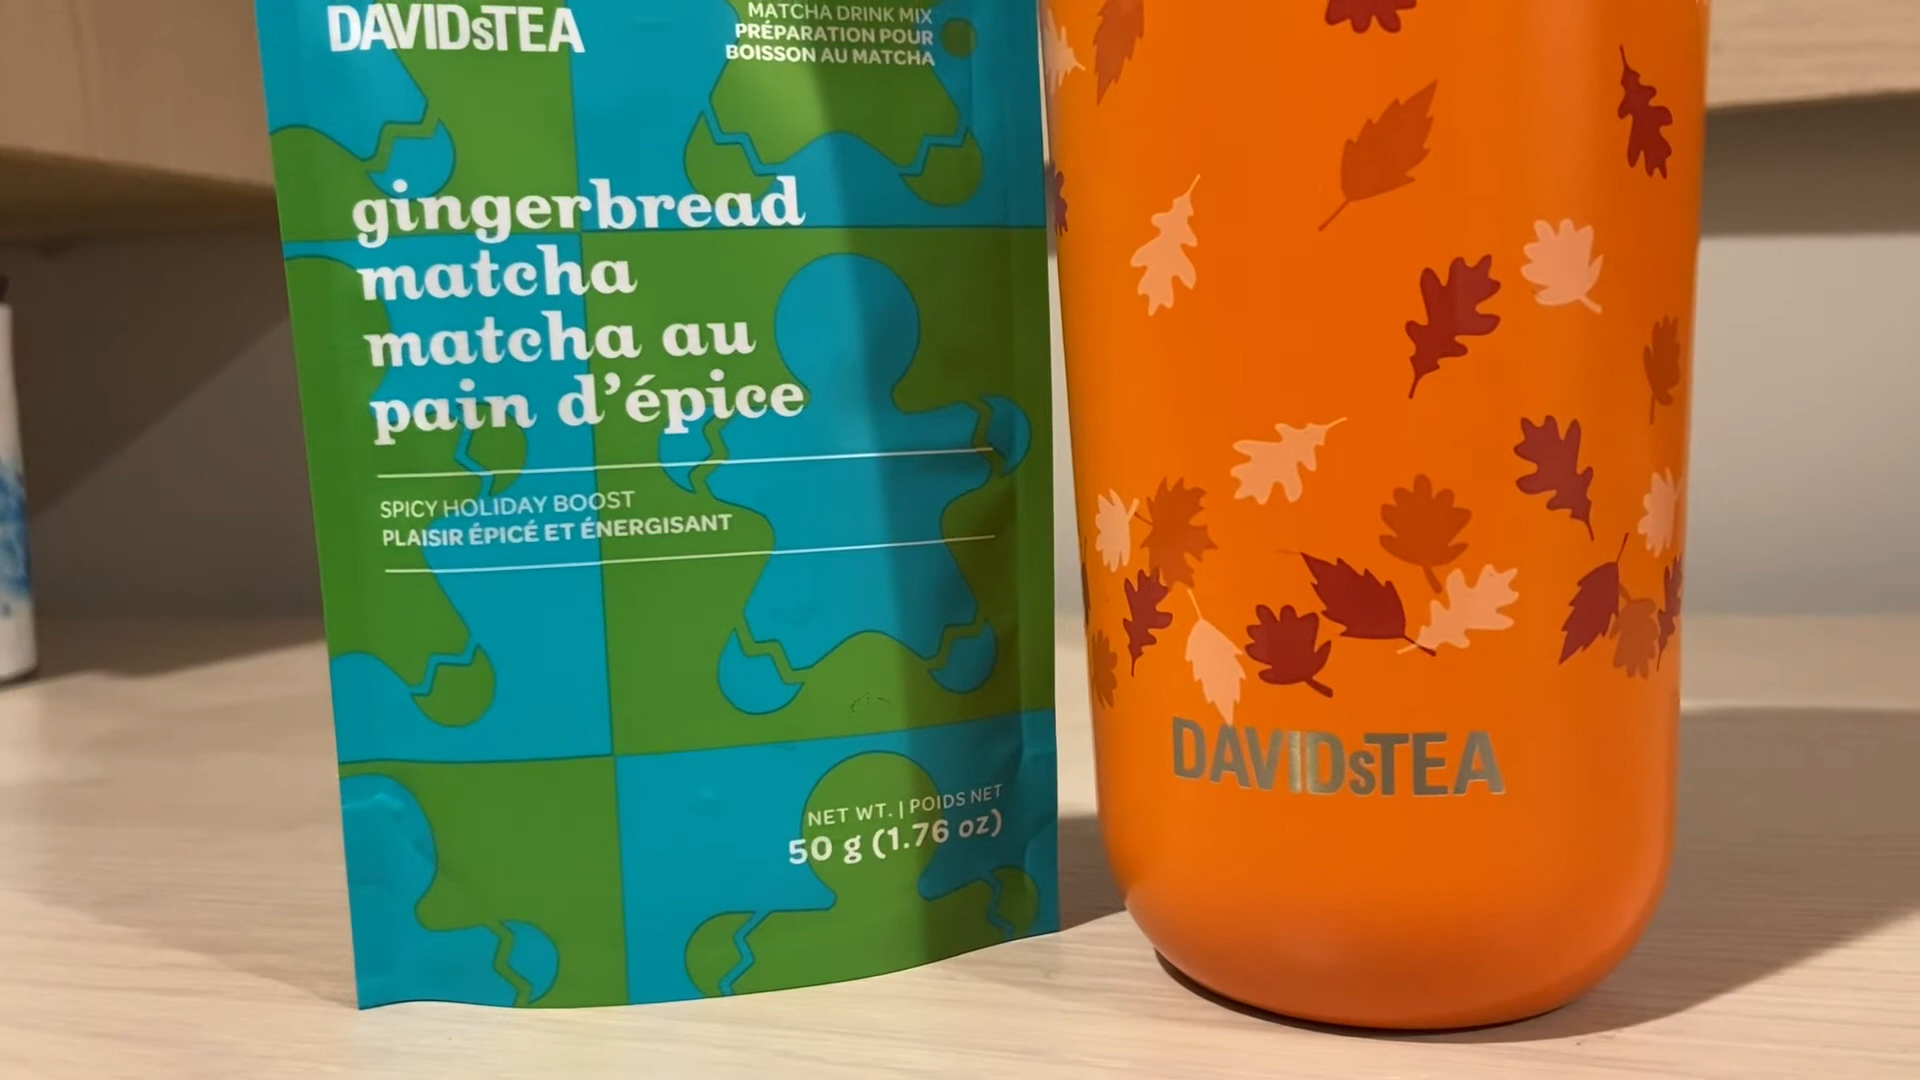 DAVIDsTEA
MATCHA DRINK MIX
PRÉPARATION POUR
BOISSON AU MATCHA
gingerbread
matcha
matcha au
pain d'épice
SPICY HOLIDAY BOOST
PLAISIR ÉPICÉ ET ÉNERGISANT
NET WT. | POIDS NET
50 g (1.76 oz)
DAVIDsTEA